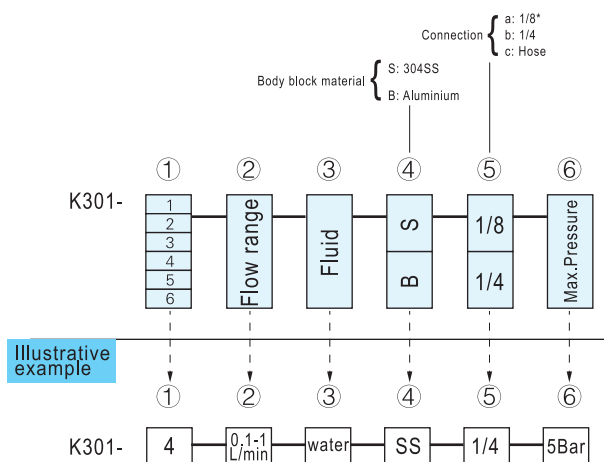 a: 1/8*
Connection { b: 1/4
c: Hose
S: 304SS
Body block material {
B: Aluminium
① ② ③ ④ ⑤ ⑥
K301-
1
2
3
4
5
6
Flow range
Fluid
S
B
1/8
1/4
Max.Pressure
Illustrative
example
① ② ③ ④ ⑤ ⑥
K301- 4 0.1-1 L/min water SS 1/4 5Bar